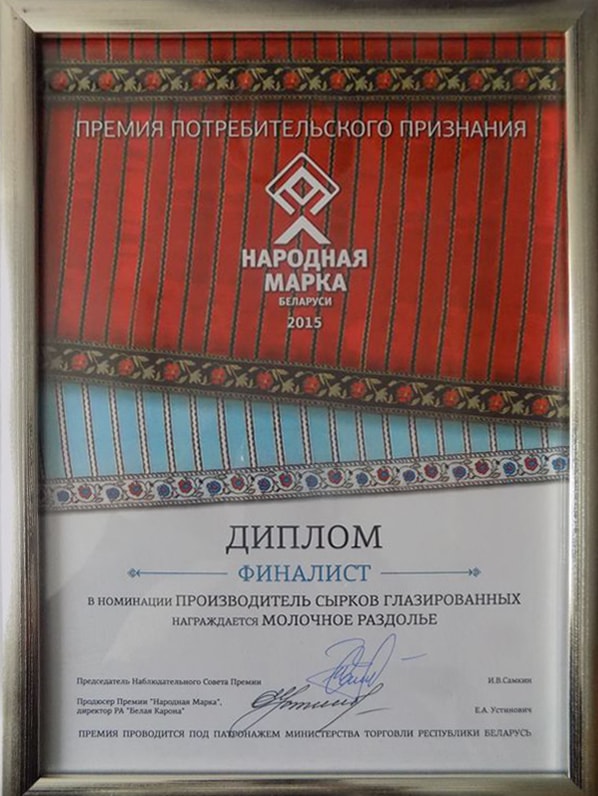 ПРЕМИЯ ПОТРЕБИТЕЛЬСКОГО ПРИЗНАНИЯ
НАРОДНАЯ
МАРКА
БЕЛАРУСИ
2015
ДИПЛОМ
ФИНАЛИСТ
В НОМИНАЦИИ ПРОИЗВОДИТЕЛЬ СЫРКОВ ГЛАЗИРОВАННЫХ
НАГРАЖДАЕТСЯ МОЛОЧНОЕ РАЗДОЛЬЕ
Председатель Наблюдательного Совета Премии И.В.Самкин
Продюсер Премии "Народная Марка",
директор РА "Белая Карона" Е.А. Устинович
ПРЕМИЯ ПРОВОДИТСЯ ПОД ПАТРОНАЖЕМ МИНИСТЕРСТВА ТОРГОВЛИ РЕСПУБЛИКИ БЕЛАРУСЬ